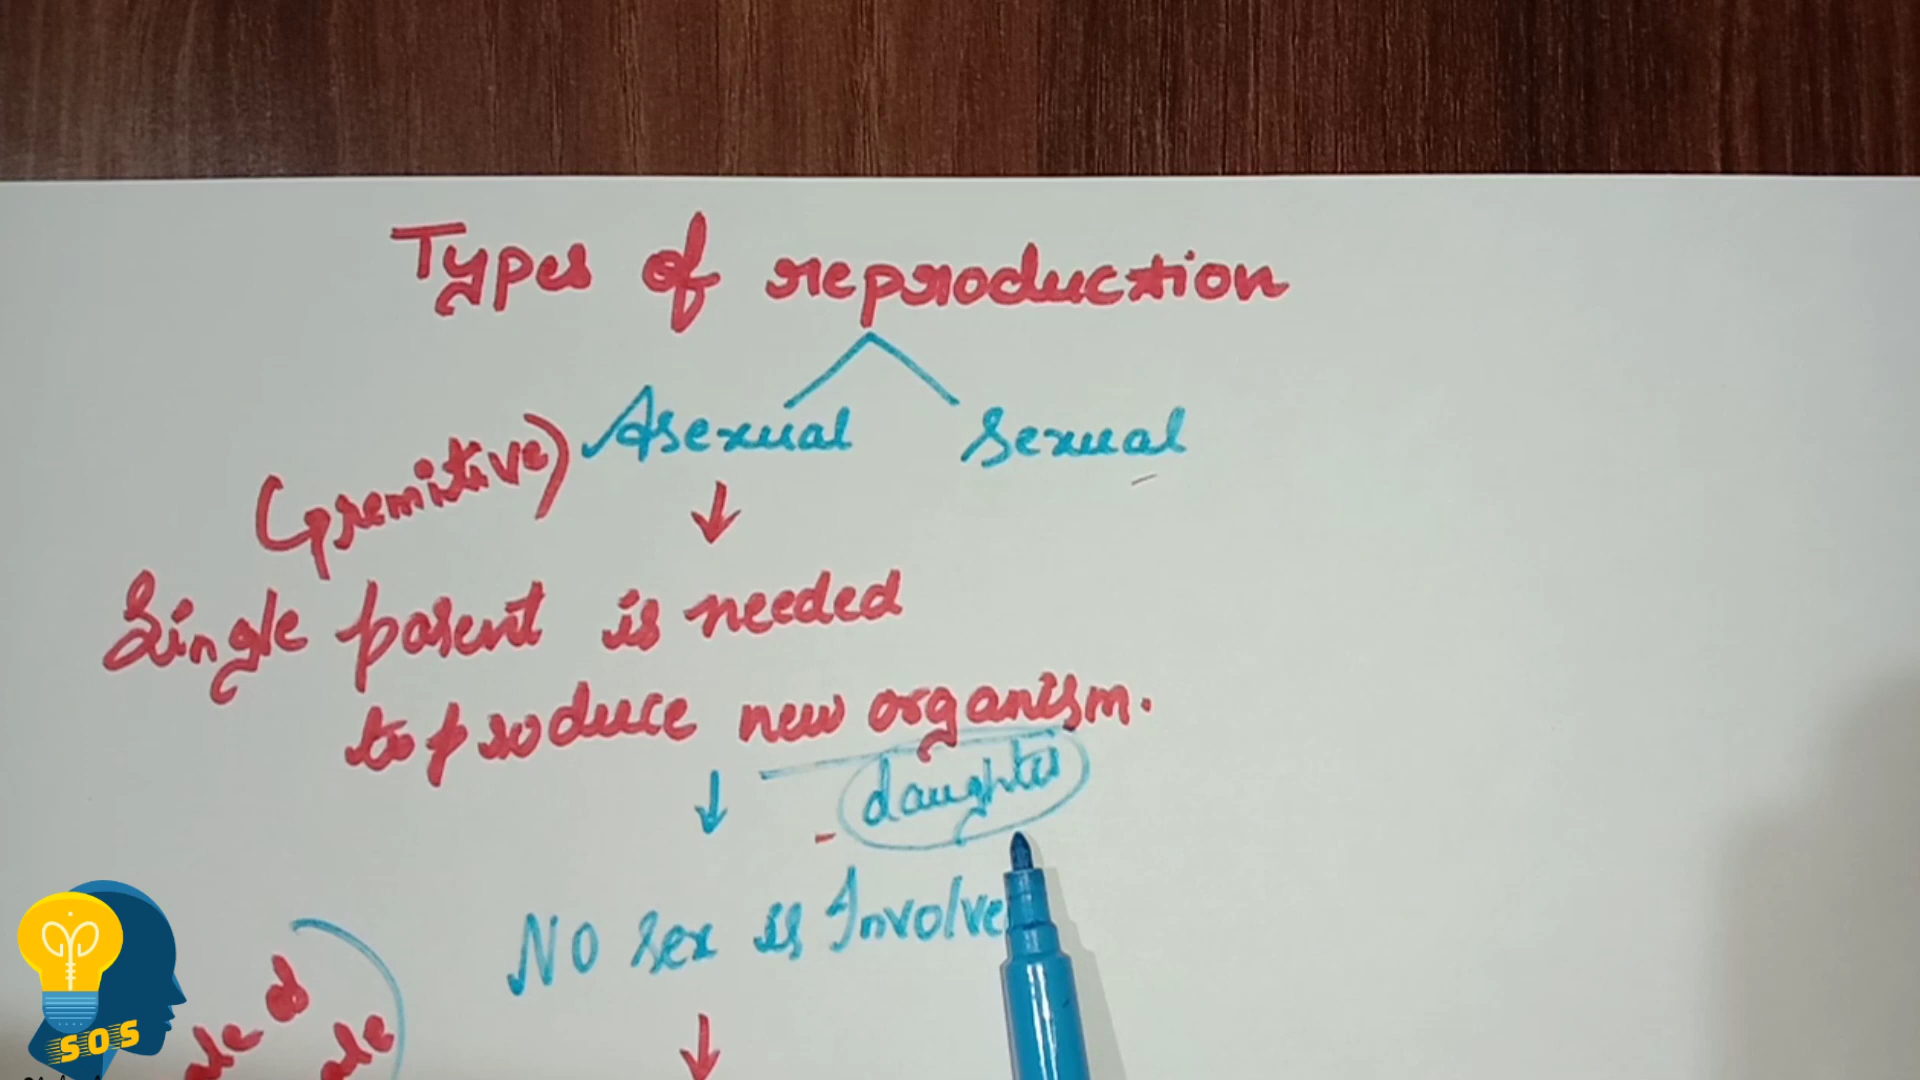 Types of reproduction
Asexual Sexual
(premitive)
Single parent is needed
to produce new organism.
daughter
No sex is Involve
SOS